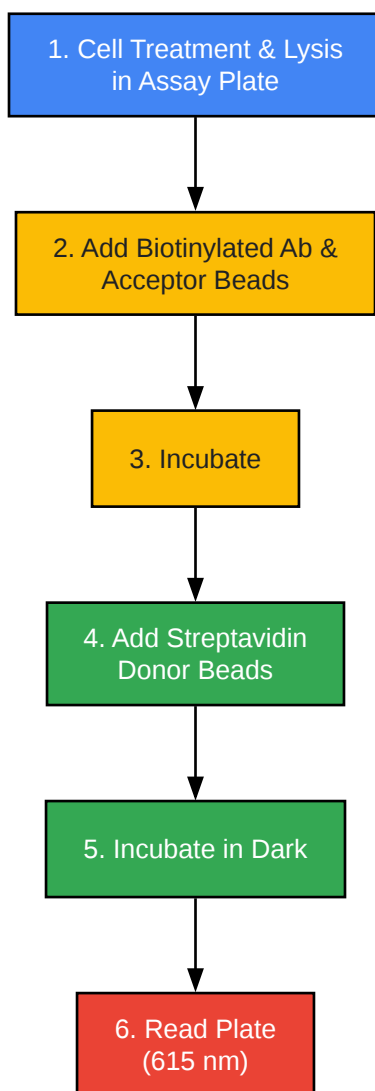 1. Cell Treatment & Lysis
in Assay Plate
2. Add Biotinylated Ab &
Acceptor Beads
3. Incubate
4. Add Streptavidin
Donor Beads
5. Incubate in Dark
6. Read Plate
(615 nm)